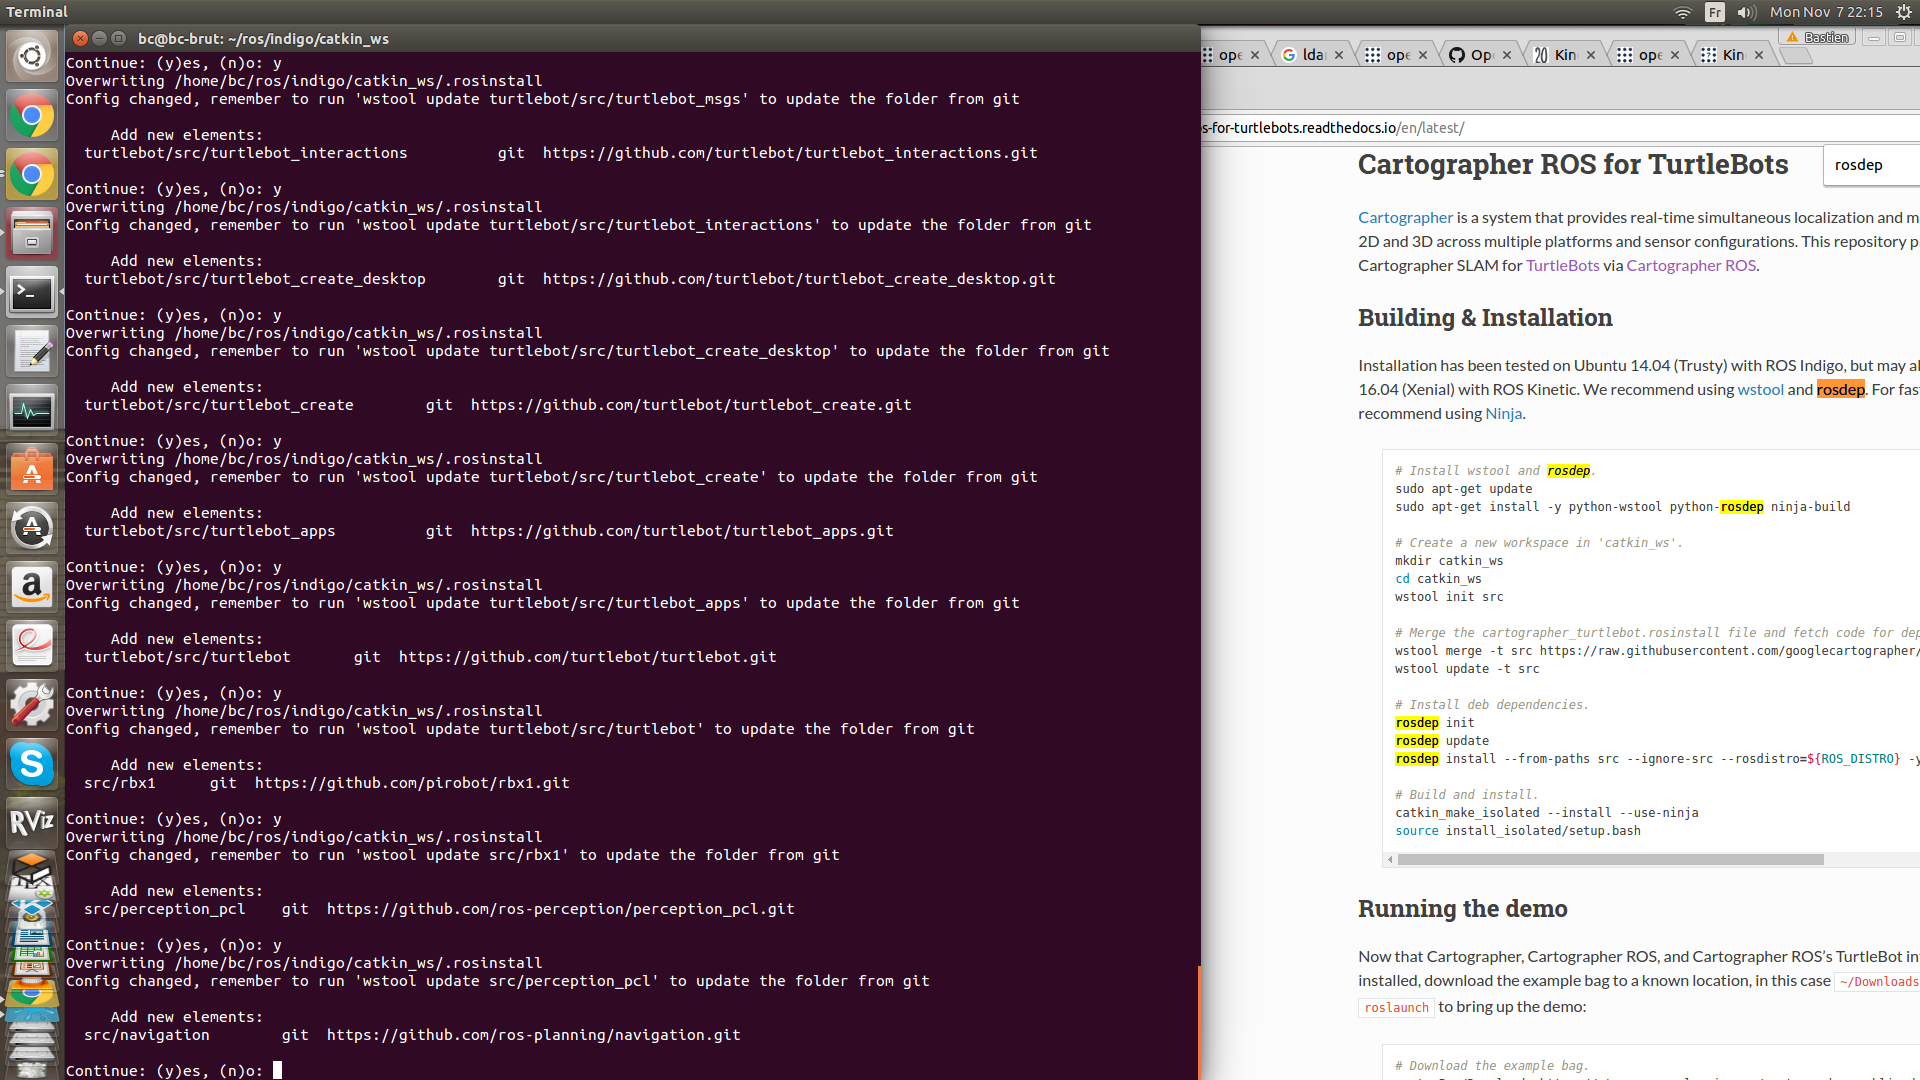 Terminal
Fr
Mon Nov 7 22:15
bc@bc-brut: ~/ros/indigo/catkin_ws
Continue: (y)es, (n)o: y
Overwriting /home/bc/ros/indigo/catkin_ws/.rosinstall
Config changed, remember to run 'wstool update turtlebot/src/turtlebot_msgs' to update the folder from git
Add new elements:
turtlebot/src/turtlebot_interactions git https://github.com/turtlebot/turtlebot_interactions.git
Continue: (y)es, (n)o: y
Overwriting /home/bc/ros/indigo/catkin_ws/.rosinstall
Config changed, remember to run 'wstool update turtlebot/src/turtlebot_interactions' to update the folder from git
Add new elements:
turtlebot/src/turtlebot_create_desktop git https://github.com/turtlebot/turtlebot_create_desktop.git
Continue: (y)es, (n)o: y
Overwriting /home/bc/ros/indigo/catkin_ws/.rosinstall
Config changed, remember to run 'wstool update turtlebot/src/turtlebot_create_desktop' to update the folder from git
Add new elements:
turtlebot/src/turtlebot_create git https://github.com/turtlebot/turtlebot_create.git
Continue: (y)es, (n)o: y
Overwriting /home/bc/ros/indigo/catkin_ws/.rosinstall
Config changed, remember to run 'wstool update turtlebot/src/turtlebot_create' to update the folder from git
Add new elements:
turtlebot/src/turtlebot_apps git https://github.com/turtlebot/turtlebot_apps.git
Continue: (y)es, (n)o: y
Overwriting /home/bc/ros/indigo/catkin_ws/.rosinstall
Config changed, remember to run 'wstool update turtlebot/src/turtlebot_apps' to update the folder from git
Add new elements:
turtlebot/src/turtlebot git https://github.com/turtlebot/turtlebot.git
Continue: (y)es, (n)o: y
Overwriting /home/bc/ros/indigo/catkin_ws/.rosinstall
Config changed, remember to run 'wstool update turtlebot/src/turtlebot' to update the folder from git
Add new elements:
src/rbx1 git https://github.com/pirobot/rbx1.git
Continue: (y)es, (n)o: y
Overwriting /home/bc/ros/indigo/catkin_ws/.rosinstall
Config changed, remember to run 'wstool update src/rbx1' to update the folder from git
Add new elements:
src/perception_pcl git https://github.com/ros-perception/perception_pcl.git
Continue: (y)es, (n)o: y
Overwriting /home/bc/ros/indigo/catkin_ws/.rosinstall
Config changed, remember to run 'wstool update src/perception_pcl' to update the folder from git
Add new elements:
src/navigation git https://github.com/ros-planning/navigation.git
Continue: (y)es, (n)o:
RViz
Bastien
ope
lda
ope
Op
20 Kin
ope
Kin
s-for-turtlebots.readthedocs.io/en/latest/
rosdep
Cartographer ROS for TurtleBots
Cartographer is a system that provides real-time simultaneous localization and m
2D and 3D across multiple platforms and sensor configurations. This repository p
Cartographer SLAM for TurtleBots via Cartographer ROS.
Building & Installation
Installation has been tested on Ubuntu 14.04 (Trusty) with ROS Indigo, but may al
16.04 (Xenial) with ROS Kinetic. We recommend using wstool and rosdep. For fas
recommend using Ninja.
# Install wstool and rosdep.
sudo apt-get update
sudo apt-get install -y python-wstool python-rosdep ninja-build
# Create a new workspace in 'catkin_ws'.
mkdir catkin_ws
cd catkin_ws
wstool init src
# Merge the cartographer_turtlebot.rosinstall file and fetch code for dep
wstool merge -t src https://raw.githubusercontent.com/googlecartographer/
wstool update -t src
# Install deb dependencies.
rosdep init
rosdep update
rosdep install --from-paths src --ignore-src --rosdistro=${ROS_DISTRO} -y
# Build and install.
catkin_make_isolated --install --use-ninja
source install_isolated/setup.bash
Running the demo
Now that Cartographer, Cartographer ROS, and Cartographer ROS's TurtleBot in
installed, download the example bag to a known location, in this case ~/Downloads
roslaunch to bring up the demo:
# Download the example bag.